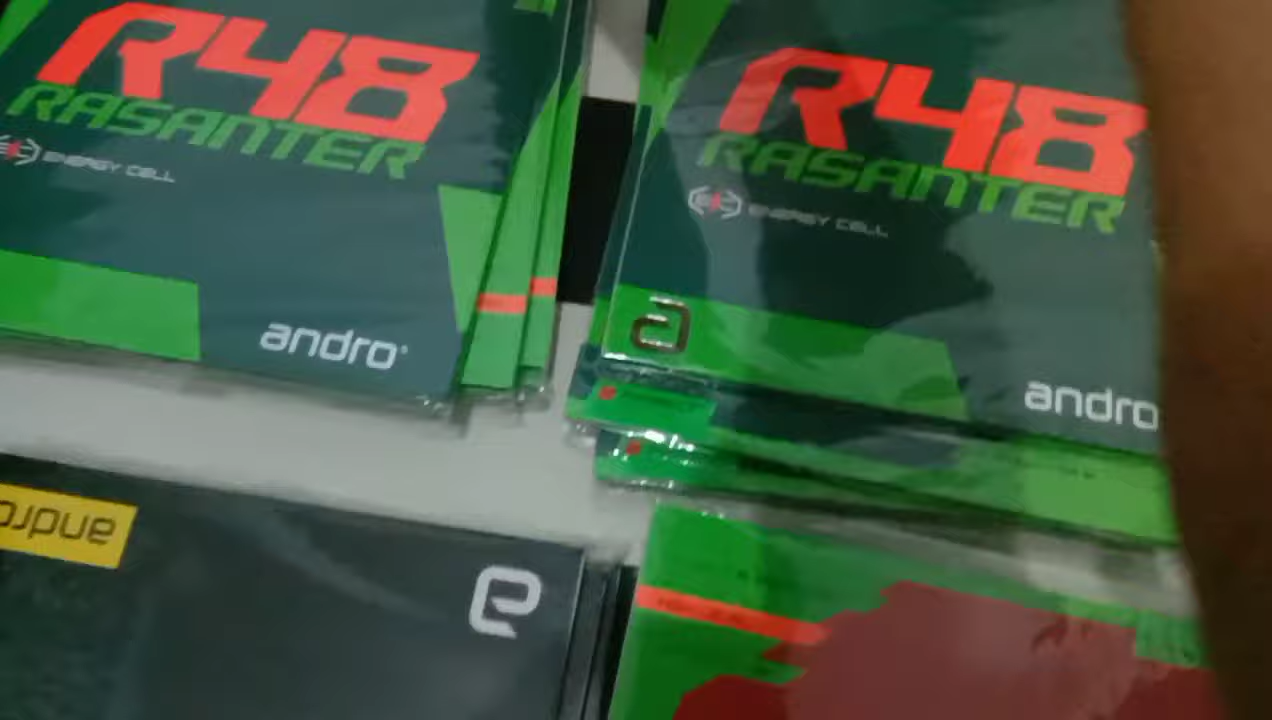 R48
RASANTER
ENERGY CELL
andro
R48
RASANTER
ENERGY CELL
a
andro
andro
a